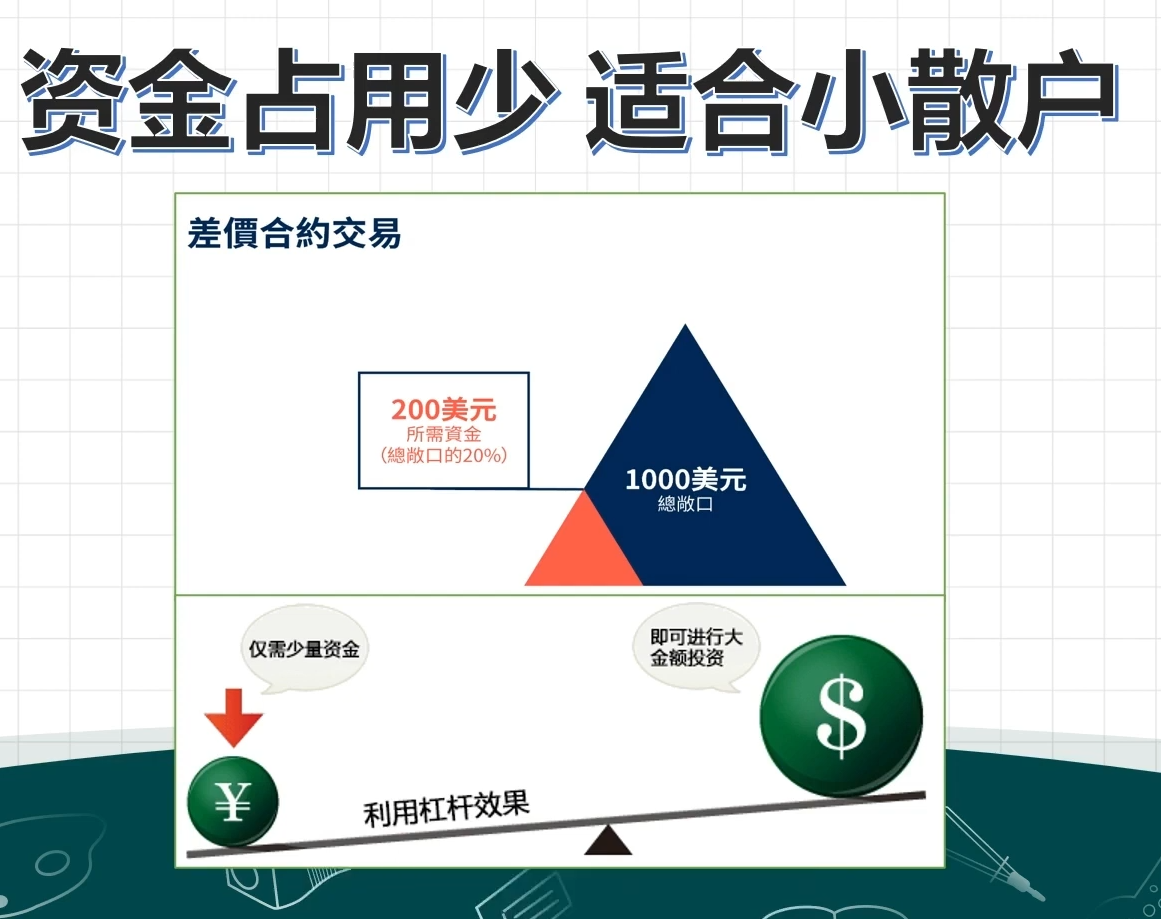 资金占用少 适合小散户
差價合約交易
200美元
所需資金
（總敞口的20%）
1000美元
總敞口
仅需少量资金
即可进行大
金额投资
$
¥
利用杠杆效果